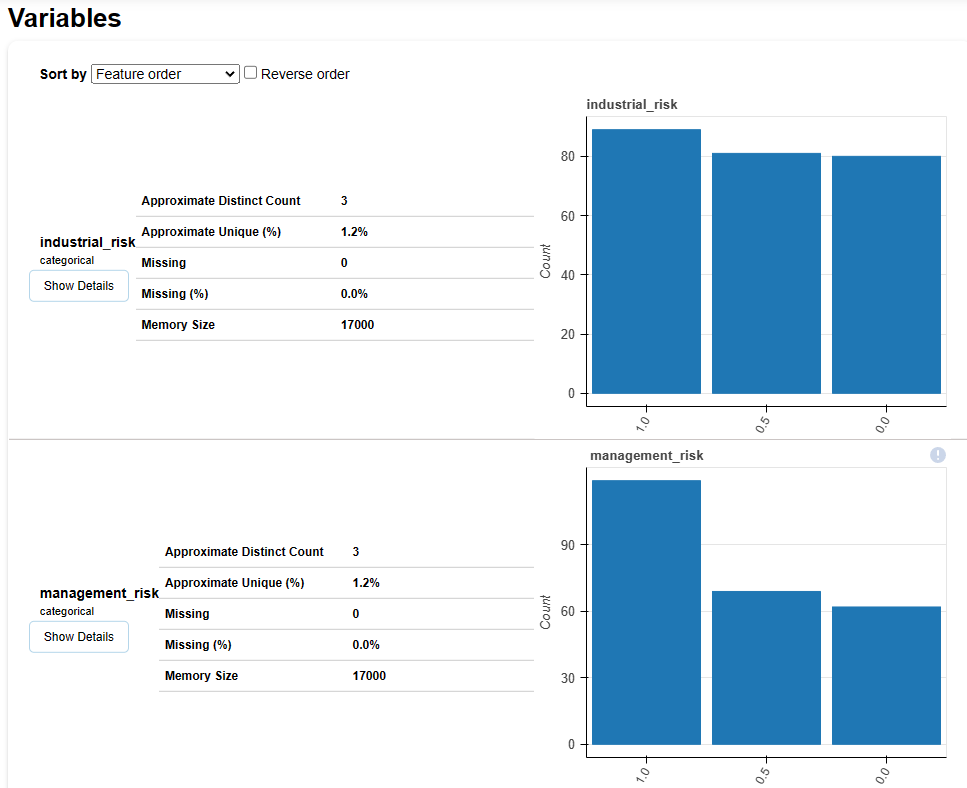 Variables
Sort by Feature order Reverse order
industrial_risk
categorical
Show Details
Approximate Distinct Count 3
Approximate Unique (%) 1.2%
Missing 0
Missing (%) 0.0%
Memory Size 17000
industrial_risk
Count
80
60
40
20
0
1.0 0.5 0.0
management_risk
categorical
Show Details
Approximate Distinct Count 3
Approximate Unique (%) 1.2%
Missing 0
Missing (%) 0.0%
Memory Size 17000
management_risk !
Count
90
60
30
0
1.0 0.5 0.0